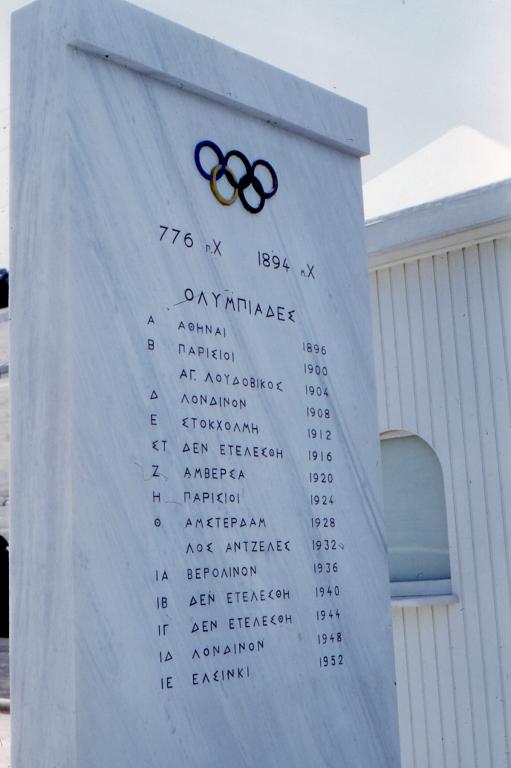 776 π.Χ 1894 π.Χ
ΟΛΥΜΠΙΑΔΕΣ
Α ΑΘΗΝΑΙ 1896
Β ΠΑΡΙΣΙΟΙ 1900
ΑΓ. ΛΟΥΔΟΒΙΚΟΣ 1904
Δ ΛΟΝΔΙΝΟΝ 1908
Ε ΣΤΟΚΧΟΛΜΗ 1912
ΣΤ ΔΕΝ ΕΤΕΛΕΣΘΗ 1916
Ζ ΑΜΒΕΡΣΑ 1920
Η ΠΑΡΙΣΙΟΙ 1924
Θ ΑΜΣΤΕΡΔΑΜ 1928
ΛΟΣ ΑΝΤΖΕΛΕΣ 1932
ΙΑ ΒΕΡΟΛΙΝΟΝ 1936
ΙΒ ΔΕΝ ΕΤΕΛΕΣΘΗ 1940
ΙΓ ΔΕΝ ΕΤΕΛΕΣΘΗ 1944
ΙΔ ΛΟΝΔΙΝΟΝ 1948
ΙΕ ΕΛΣΙΝΚΙ 1952